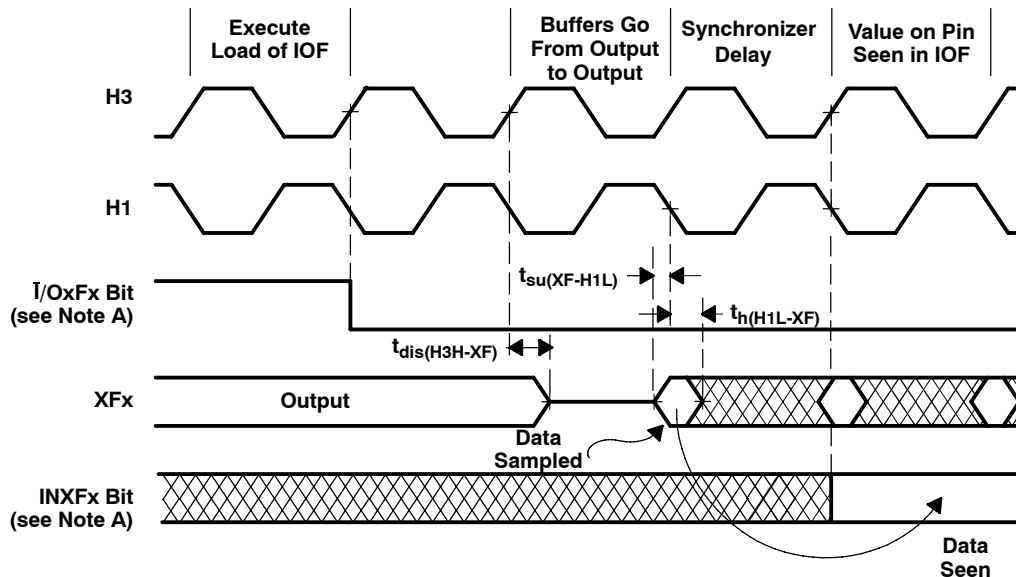 Execute
Load of IOF
Buffers Go
From Output
to Output
Synchronizer
Delay
Value on Pin
Seen in IOF
H3
H1
Ī/OxFx Bit
(see Note A)
tsu(XF-H1L)
th(H1L-XF)
tdis(H3H-XF)
XFx
Output
Data
Sampled
INXFx Bit
(see Note A)
Data
Seen